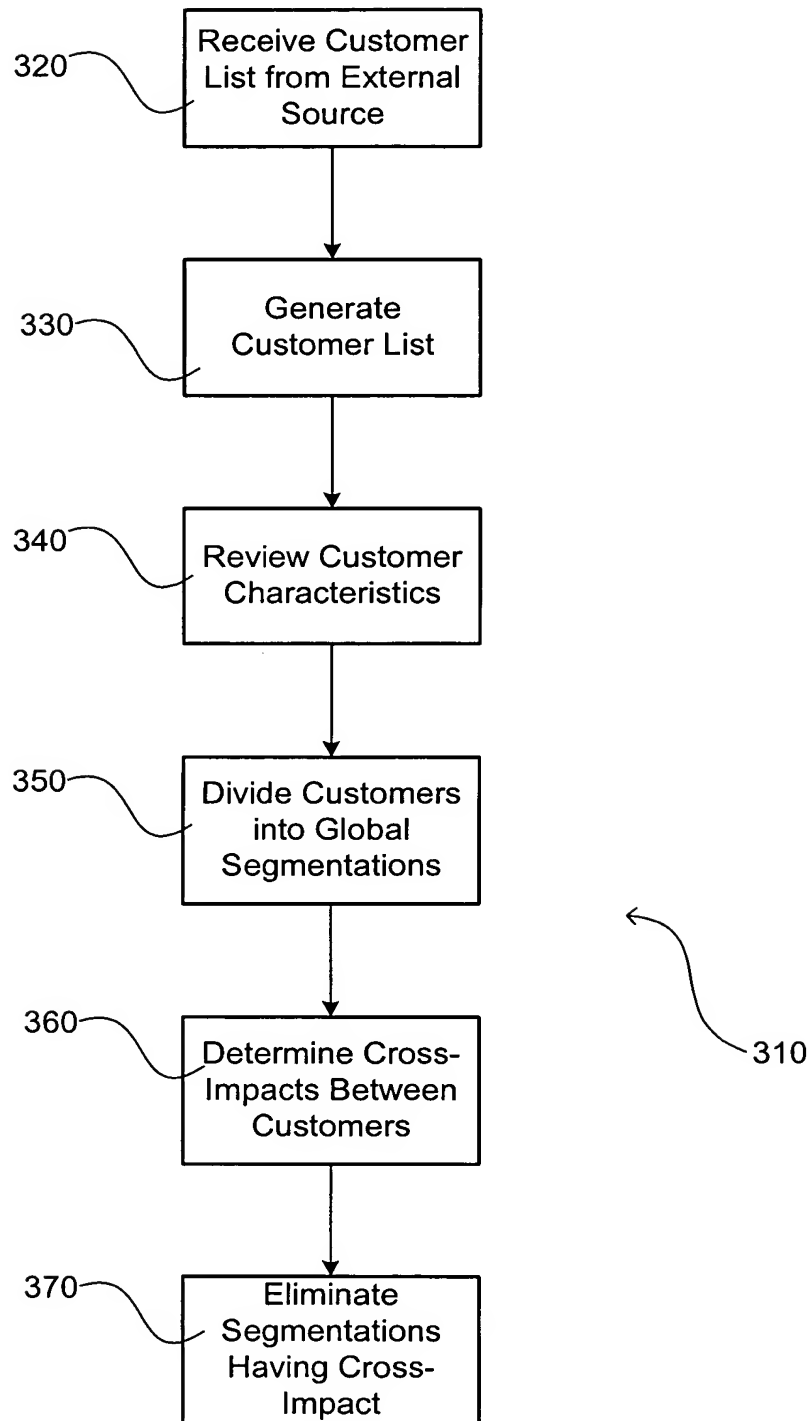 320
Receive Customer
List from External
Source
330
Generate
Customer List
340
Review Customer
Characteristics
350
Divide Customers
into Global
Segmentations
360
Determine Cross-
Impacts Between
Customers
310
370
Eliminate
Segmentations
Having Cross-
Impact